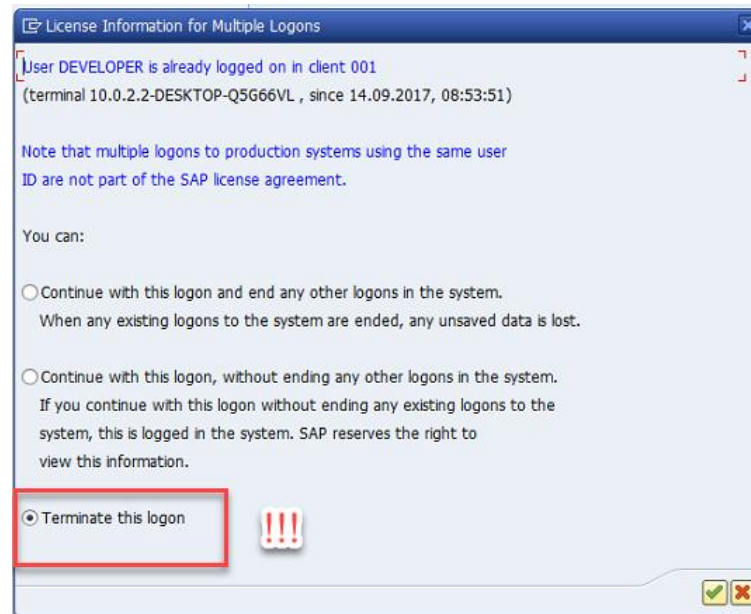 License Information for Multiple Logons
User DEVELOPER is already logged on in client 001
(terminal 10.0.2.2-DESKTOP-Q5G66VL , since 14.09.2017, 08:53:51)
Note that multiple logons to production systems using the same user
ID are not part of the SAP license agreement.
You can:
Continue with this logon and end any other logons in the system.
When any existing logons to the system are ended, any unsaved data is lost.
Continue with this logon, without ending any other logons in the system.
If you continue with this logon without ending any existing logons to the
system, this is logged in the system. SAP reserves the right to
view this information.
Terminate this logon !!!